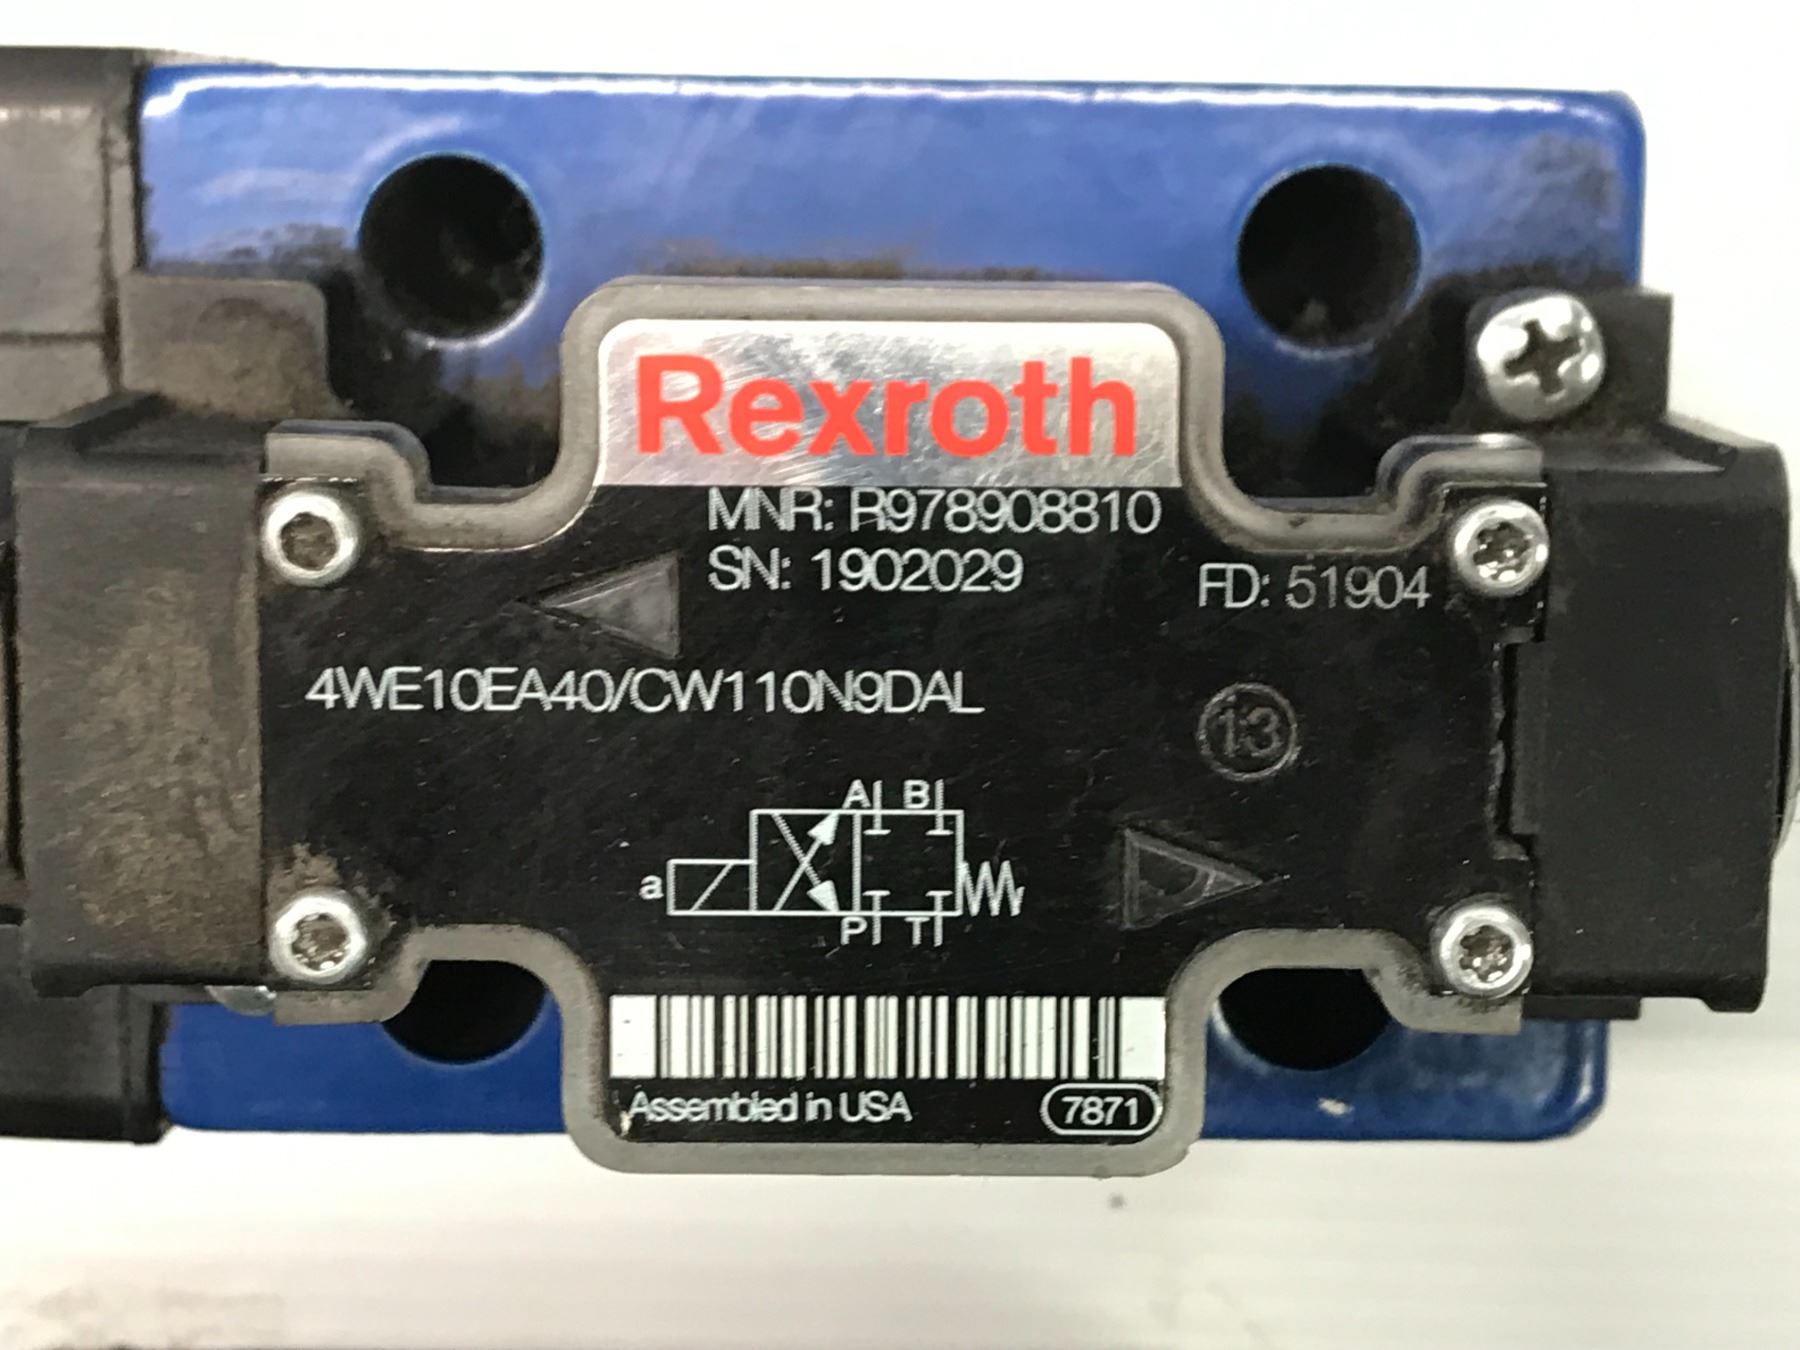 Rexroth
MNR: R978908810
SN: 1902029
FD: 51904
4WE10EA40/CW110N9DAL
13
A B
a
P T
Assembled in USA
7871